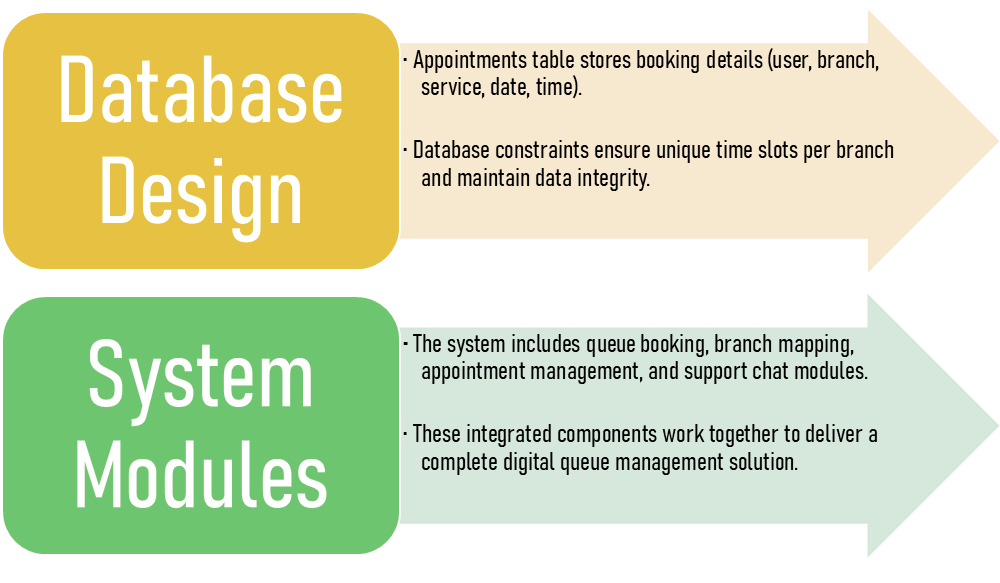 Database
Design
· Appointments table stores booking details (user, branch,
service, date, time).
· Database constraints ensure unique time slots per branch
and maintain data integrity.
System
Modules
· The system includes queue booking, branch mapping,
appointment management, and support chat modules.
· These integrated components work together to deliver a
complete digital queue management solution.